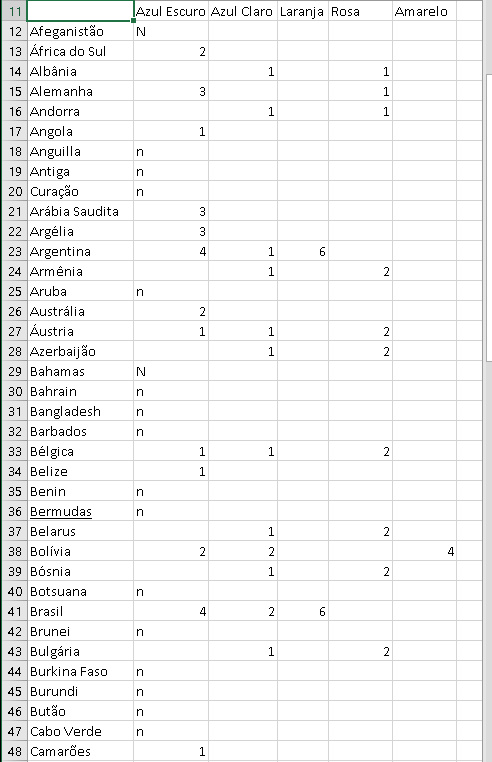 11 Azul Escuro Azul Claro Laranja Rosa Amarelo
12 Afeganistão N
13 África do Sul 2
14 Albânia 1 1
15 Alemanha 3 1
16 Andorra 1 1
17 Angola 1
18 Anguilla n
19 Antiga n
20 Curação n
21 Arábia Saudita 3
22 Argélia 3
23 Argentina 4 1 6
24 Armênia 1 2
25 Aruba n
26 Austrália 2
27 Áustria 1 1 2
28 Azerbaijão 1 2
29 Bahamas N
30 Bahrain n
31 Bangladesh n
32 Barbados n
33 Bélgica 1 1 2
34 Belize 1
35 Benin n
36 Bermudas n
37 Belarus 1 2
38 Bolívia 2 2 4
39 Bósnia 1 2
40 Botsuana n
41 Brasil 4 2 6
42 Brunei n
43 Bulgária 1 2
44 Burkina Faso n
45 Burundi n
46 Butão n
47 Cabo Verde n
48 Camarões 1